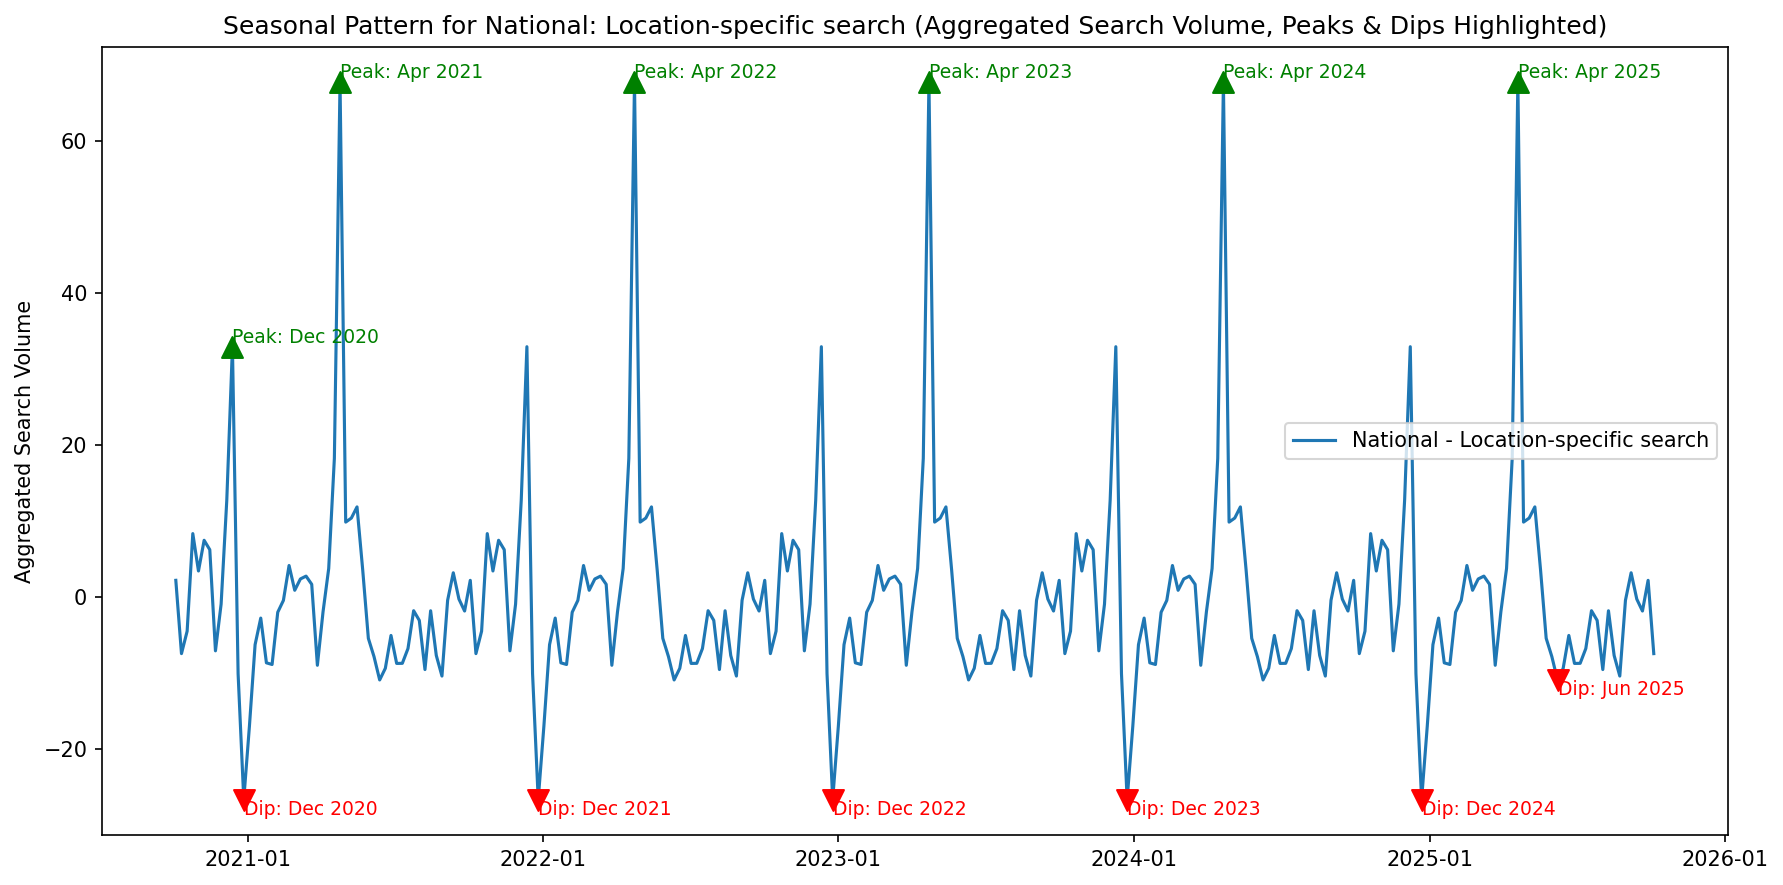 Seasonal Pattern for National: Location-specific search (Aggregated Search Volume, Peaks & Dips Highlighted)
Peak: Apr 2021
Peak: Apr 2022
Peak: Apr 2023
Peak: Apr 2024
Peak: Apr 2025
60
40
Peak: Dec 2020
Aggregated Search Volume
20
National - Location-specific search
0
Dip: Jun 2025
−20
Dip: Dec 2020
Dip: Dec 2021
Dip: Dec 2022
Dip: Dec 2023
Dip: Dec 2024
2021-01
2022-01
2023-01
2024-01
2025-01
2026-01